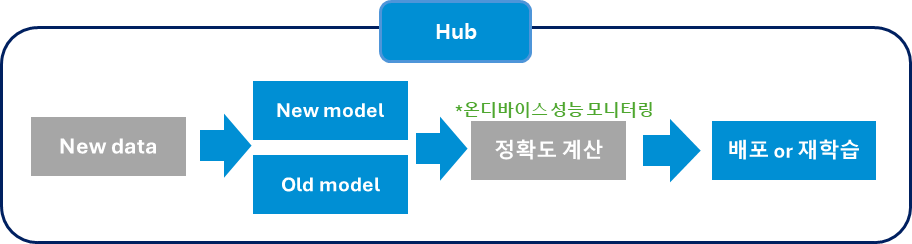 Hub
New data
New model
Old model
*온디바이스 성능 모니터링
정확도 계산
배포 or 재학습